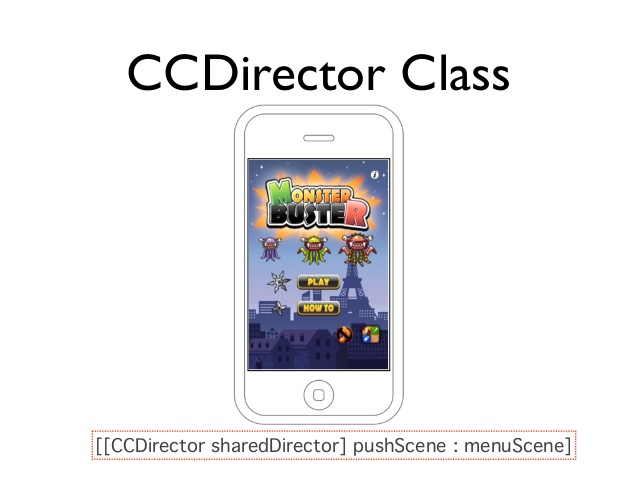 CCDirector Class
i
MONSTER
BUSTER
PLAY
HOW TO
[[CCDirector sharedDirector] pushScene : menuScene]